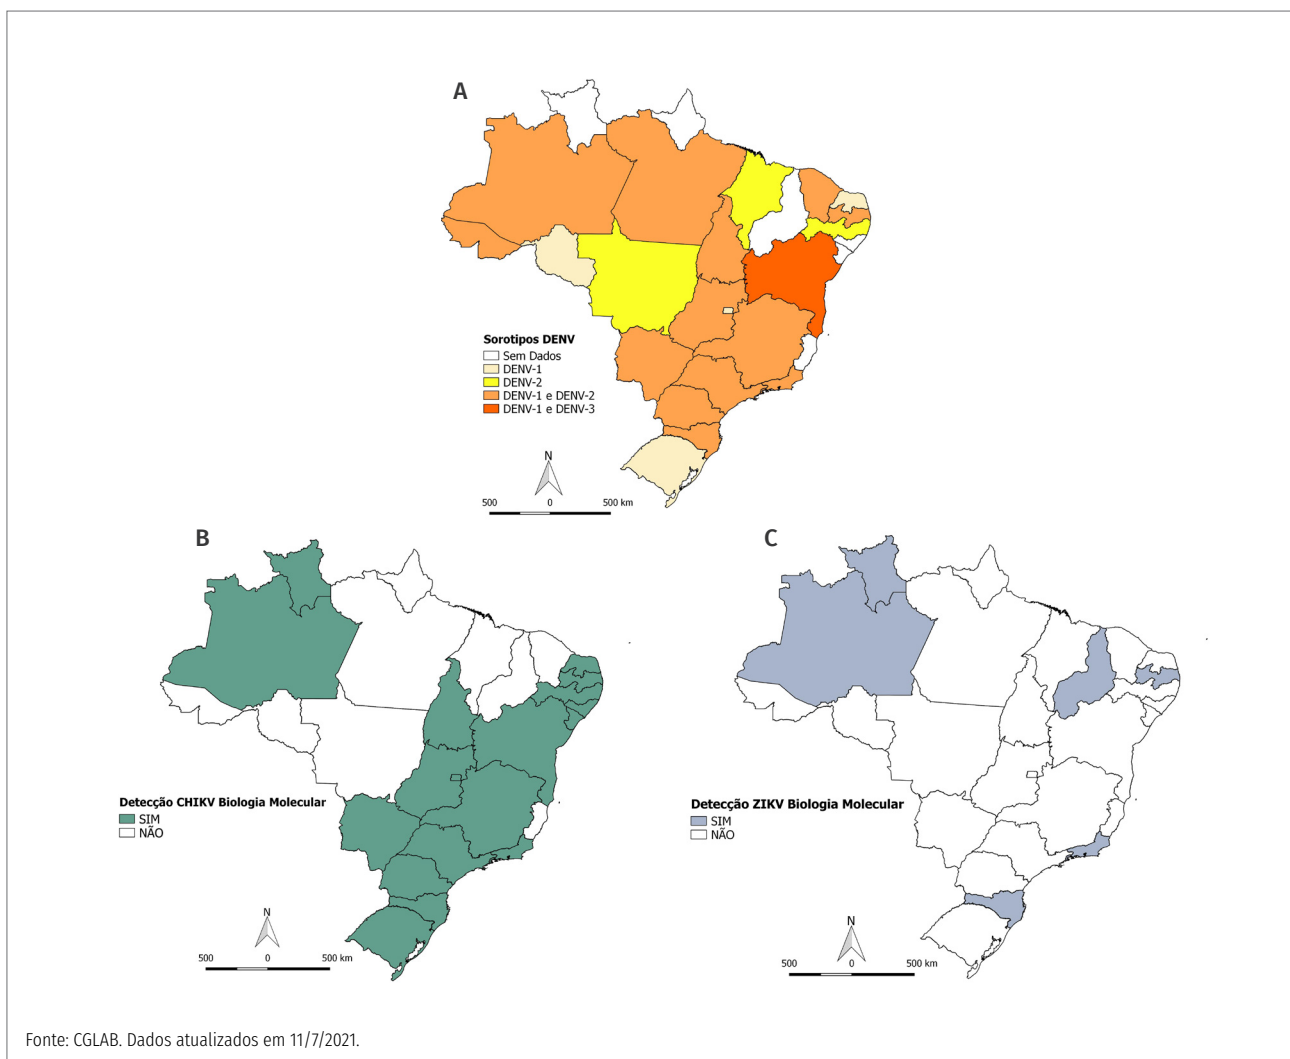 A
Sorotipos DENV
Sem Dados
DENV-1
DENV-2
DENV-1 e DENV-2
DENV-1 e DENV-3
N
500 0 500 km
B
Detecção CHIKV Biologia Molecular
SIM
NÃO
N
500 0 500 km
C
Detecção ZIKV Biologia Molecular
SIM
NÃO
N
500 0 500 km
Fonte: CGLAB. Dados atualizados em 11/7/2021.